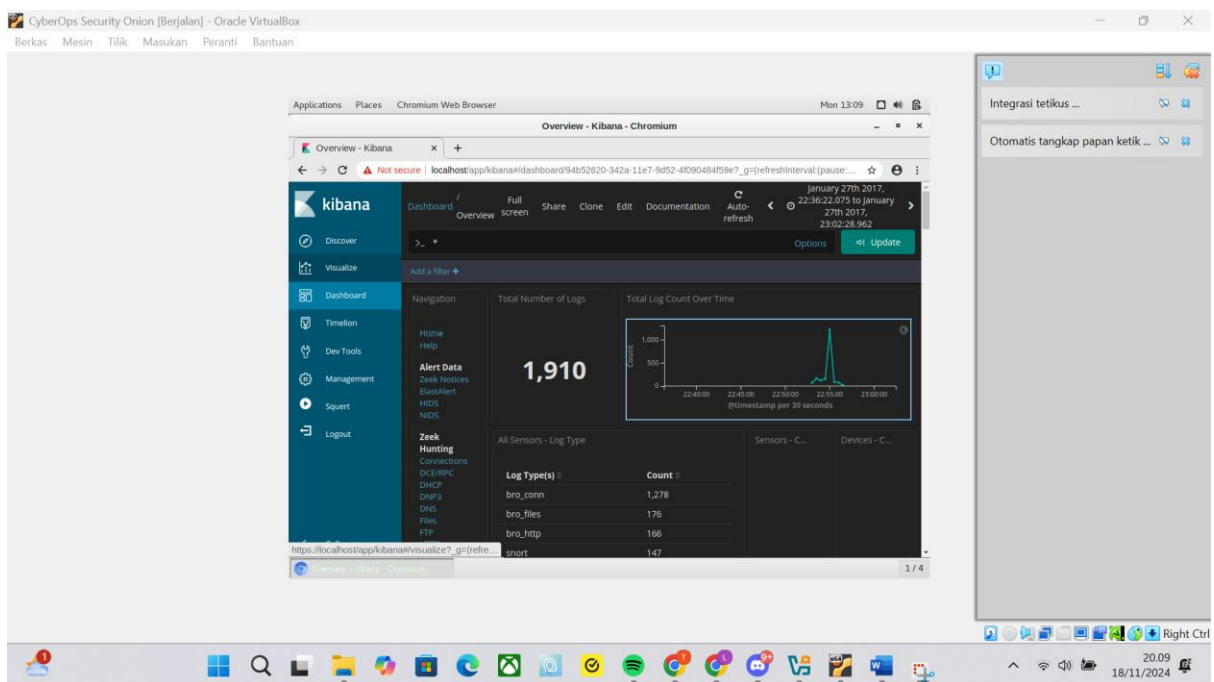 CyberOps Security Onion [Berjalan] - Oracle VirtualBox
Berkas Mesin Tilik Masukan Peranti Bantuan
Integrasi tetikus ...
Otomatis tangkap papan ketik ...
Applications Places Chromium Web Browser Mon 13:09
Overview - Kibana - Chromium
Overview - Kibana
Not secure | localhost/app/kibana#/dashboard/94b52620-342a-11e7-9d52-4f090484f59e?_g=(refreshInterval:(pause:...
kibana
Dashboard / Overview
Full screen
Share Clone Edit Documentation
Auto-refresh
January 27th 2017,
22:36:22.075 to January
27th 2017,
23:02:28.962
>_ *
Options
Update
Add a filter +
Discover
Visualize
Dashboard
Timelion
Dev Tools
Management
Squert
Logout
Navigation
Home
Help
Alert Data
Zeek Notices
ElastAlert
HIDS
NIDS
Zeek
Hunting
Connections
DCE/RPC
DHCP
DNP3
DNS
Files
FTP
Total Number of Logs
1,910
Total Log Count Over Time
Count
1,000
500
0
22:40:00 22:45:00 22:50:00 22:55:00 23:00:00
@timestamp per 30 seconds
All Sensors - Log Type
Log Type(s) Count
bro_conn 1,278
bro_files 176
bro_http 166
snort 147
Sensors - C...
Devices - C...
https://localhost/app/kibana#/visualize?_g=(refre...
Overview - Kibana - Chromium
1 / 4
Right Ctrl
1
9+
20.09
18/11/2024